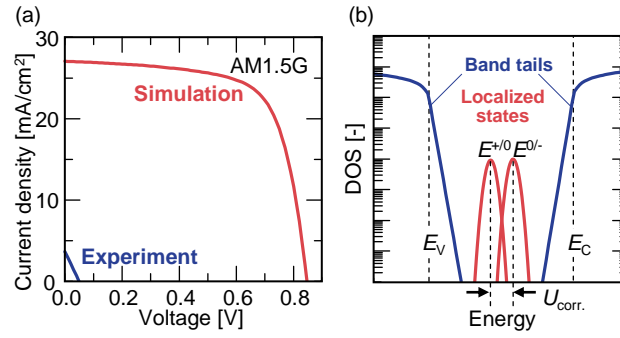 (a)
30
20
10
0
Current density [mA/cm²]
AM1.5G
Simulation
Experiment
0.0 0.2 0.4 0.6 0.8
Voltage [V]
(b)
DOS [-]
Band tails
Localized
states
E+/0 E0/-
EV
EC
Ucorr.
Energy